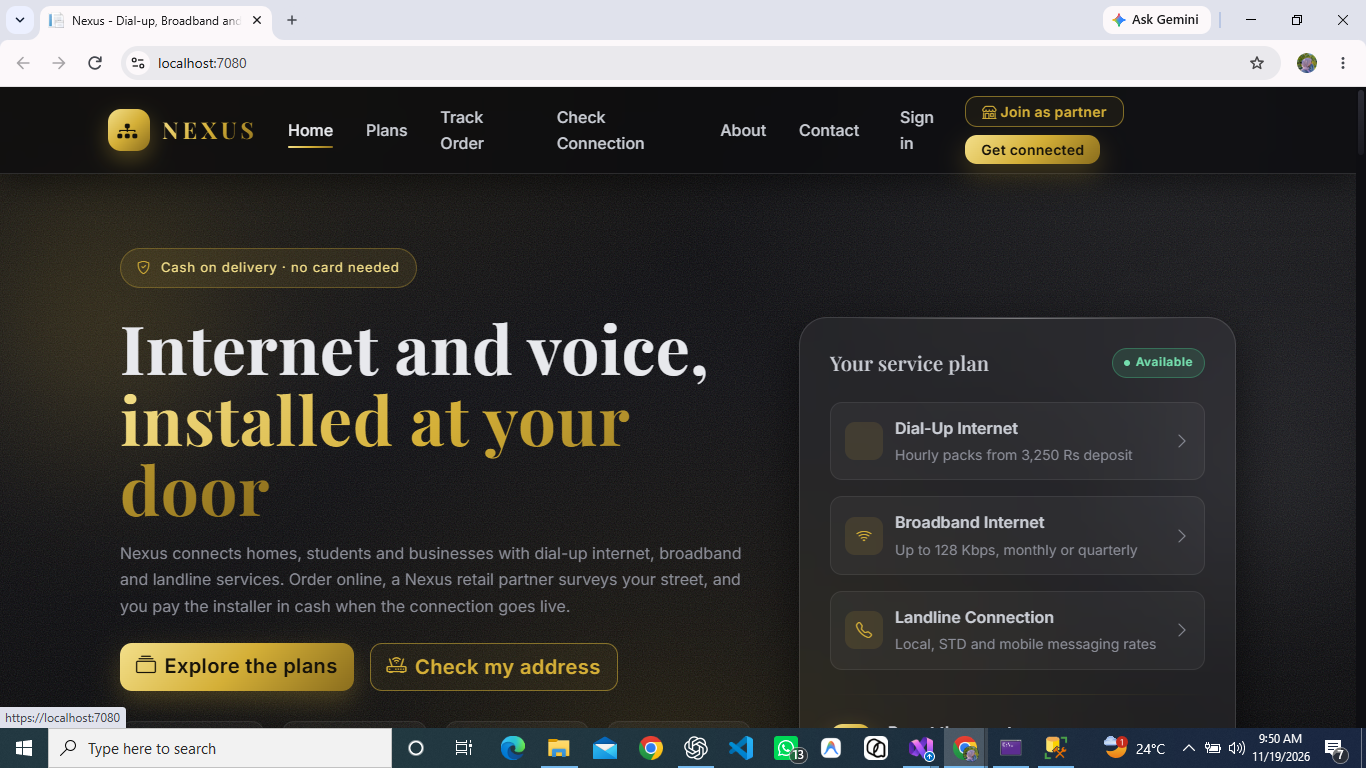 Nexus - Dial-up, Broadband and
Ask Gemini
localhost:7080
NEXUS
Home
Plans
Track
Order
Check
Connection
About
Contact
Sign
in
Join as partner
Get connected
Cash on delivery · no card needed
Internet and voice,
installed at your
door
Nexus connects homes, students and businesses with dial-up internet, broadband
and landline services. Order online, a Nexus retail partner surveys your street, and
you pay the installer in cash when the connection goes live.
Explore the plans
Check my address
Your service plan
Available
Dial-Up Internet
Hourly packs from 3,250 Rs deposit
Broadband Internet
Up to 128 Kbps, monthly or quarterly
Landline Connection
Local, STD and mobile messaging rates
https://localhost:7080
Type here to search
13
1
24°C
9:50 AM
11/19/2026
7